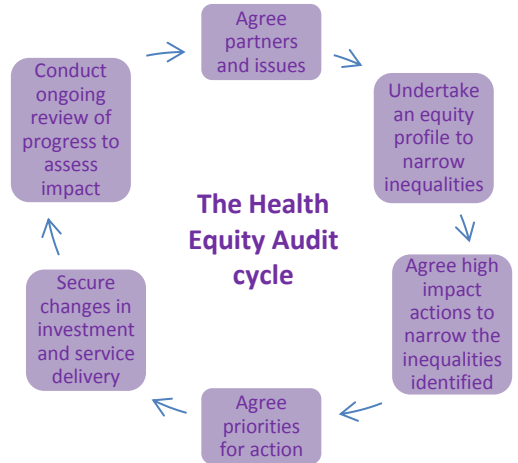 Agree
partners
and issues
Undertake
an equity
profile to
narrow
inequalities
Agree high
impact
actions to
narrow the
inequalities
identified
Agree
priorities
for action
Secure
changes in
investment
and service
delivery
Conduct
ongoing
review of
progress to
assess
impact
The Health
Equity Audit
cycle